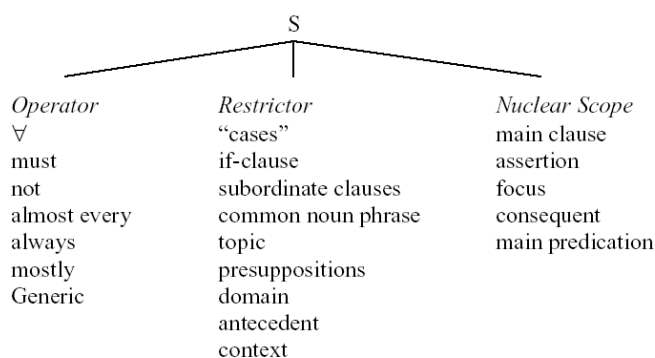 S
Operator Restrictor Nuclear Scope
∀ “cases” main clause
must if-clause assertion
not subordinate clauses focus
almost every common noun phrase consequent
always topic main predication
mostly presuppositions
Generic domain
antecedent
context